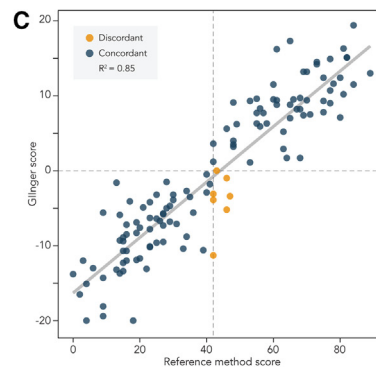 C
20
10
0
-10
-20
Glinger score
Discordant
Concordant
R² = 0.85
0
20
40
60
80
Reference method score